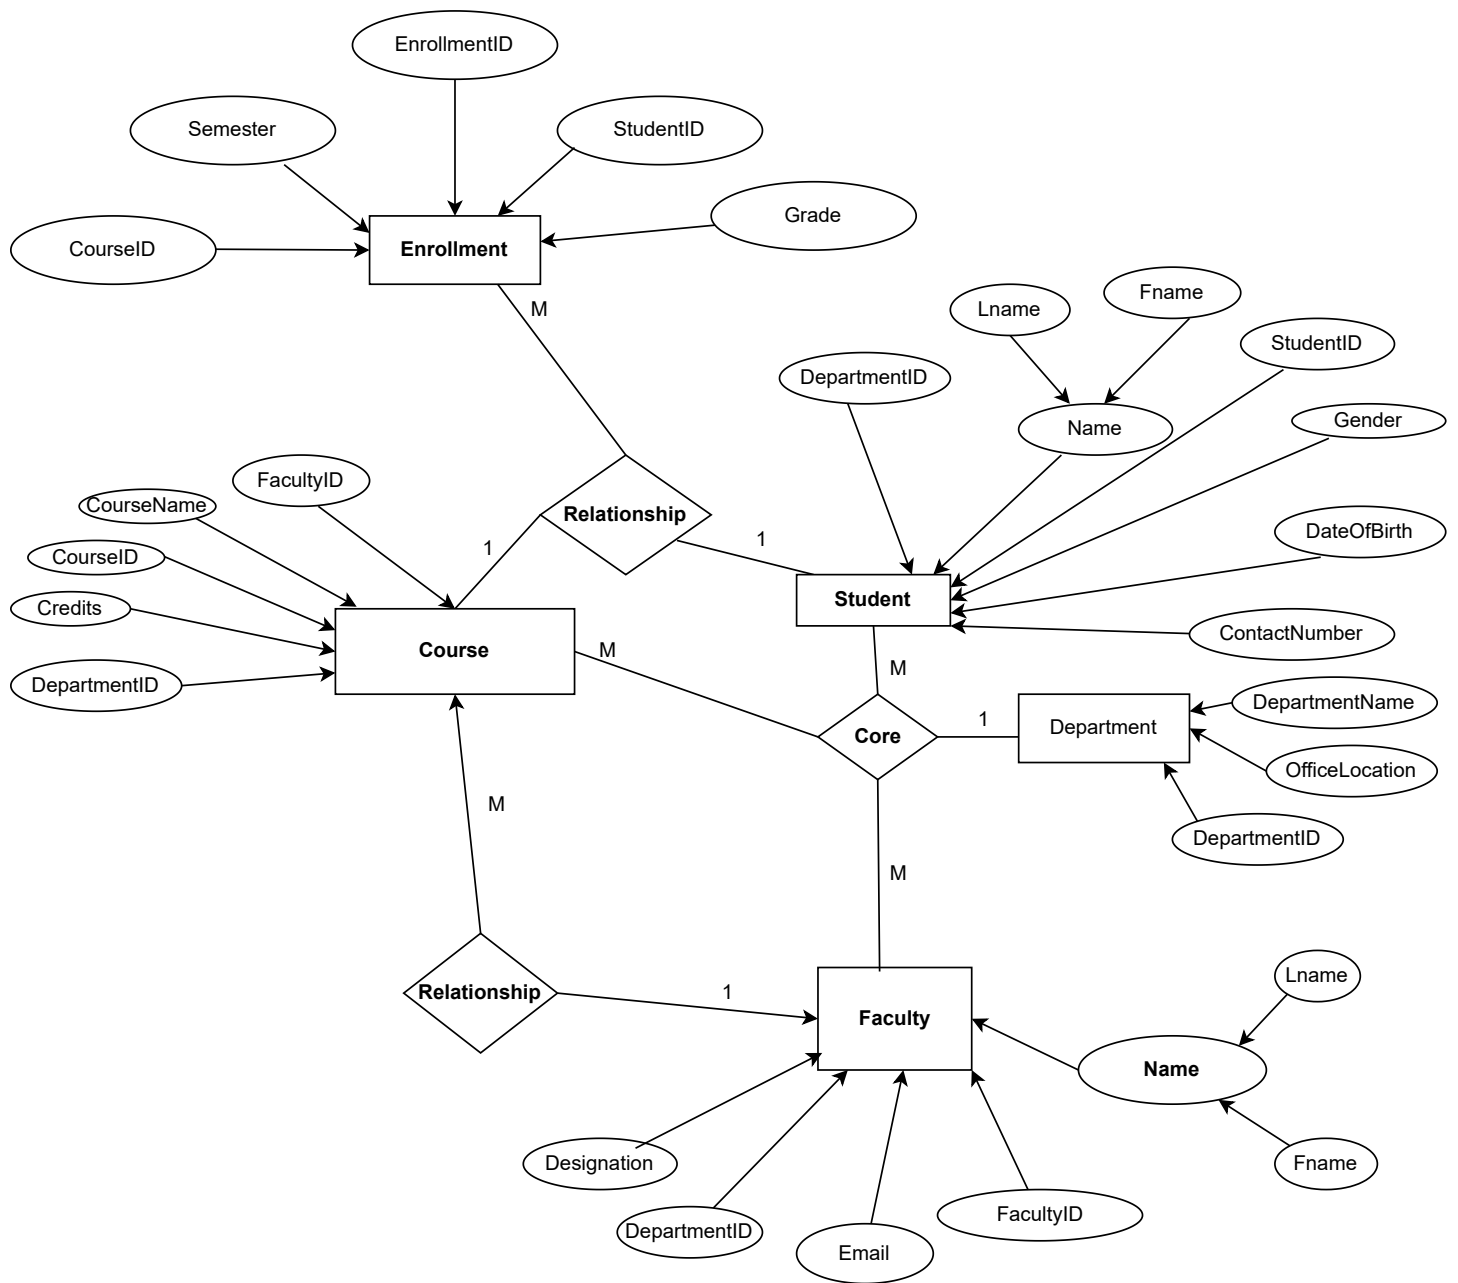 EnrollmentID
Semester
StudentID
Grade
CourseID
Enrollment
M
Lname
Fname
StudentID
DepartmentID
Name
Gender
CourseName
FacultyID
Relationship
DateOfBirth
CourseID
1
1
Credits
Student
ContactNumber
Course
M
M
DepartmentID
DepartmentName
Core
1
Department
OfficeLocation
M
DepartmentID
M
Relationship
1
Faculty
Lname
Name
Designation
Fname
DepartmentID
FacultyID
Email